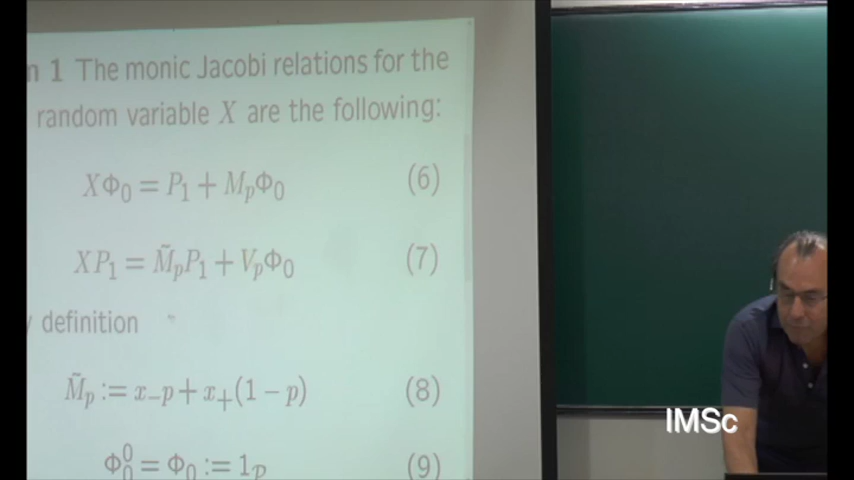 n 1 The monic Jacobi relations for the
random variable X are the following:
XΦ₀ = P₁ + M_pΦ₀ (6)
XP₁ = M̃_pP₁ + V_pΦ₀ (7)
definition
M̃_p := x₋p + x₊(1 − p) (8)
Φ₀⁰ = Φ₀ := 1_p (9)
IMSc